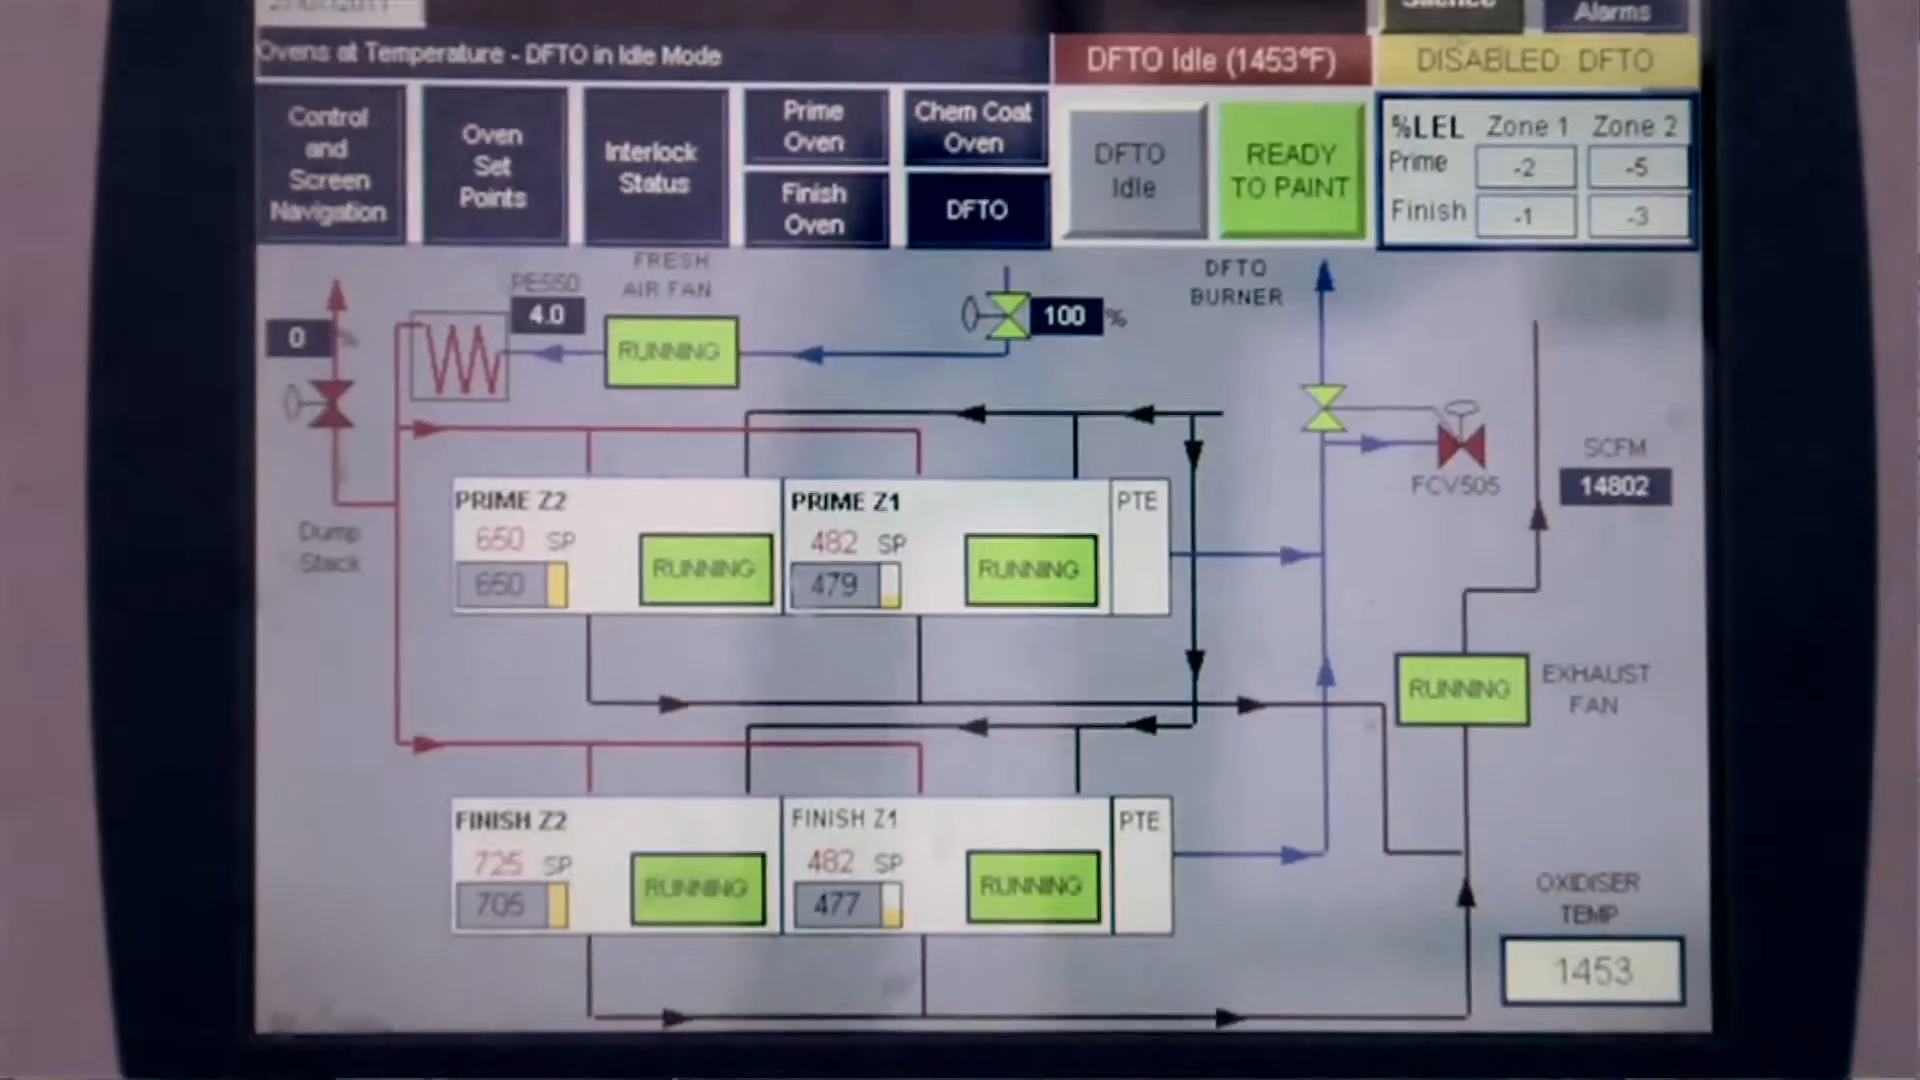 Silence
Alarms
Ovens at Temperature - DFTO in Idle Mode
DFTO Idle (1453°F)
DISABLED: DFTO
Control
and
Screen
Navigation
Oven
Set
Points
Interlock
Status
Prime
Oven
Finish
Oven
Chem Coat
Oven
DFTO
DFTO
Idle
READY
TO PAINT
%LEL Zone 1 Zone 2
Prime -2 -5
Finish -1 -3
FRESH
AIR FAN
PE550
4.0
0 %
RUNNING
100 %
DFTO
BURNER
SCFM
14802
FCV505
Dump
Stack
PRIME Z2
650 SP
650
RUNNING
PRIME Z1
482 SP
479
RUNNING
PTE
RUNNING
EXHAUST
FAN
FINISH Z2
725 SP
705
RUNNING
FINISH Z1
482 SP
477
RUNNING
PTE
OXIDISER
TEMP
1453